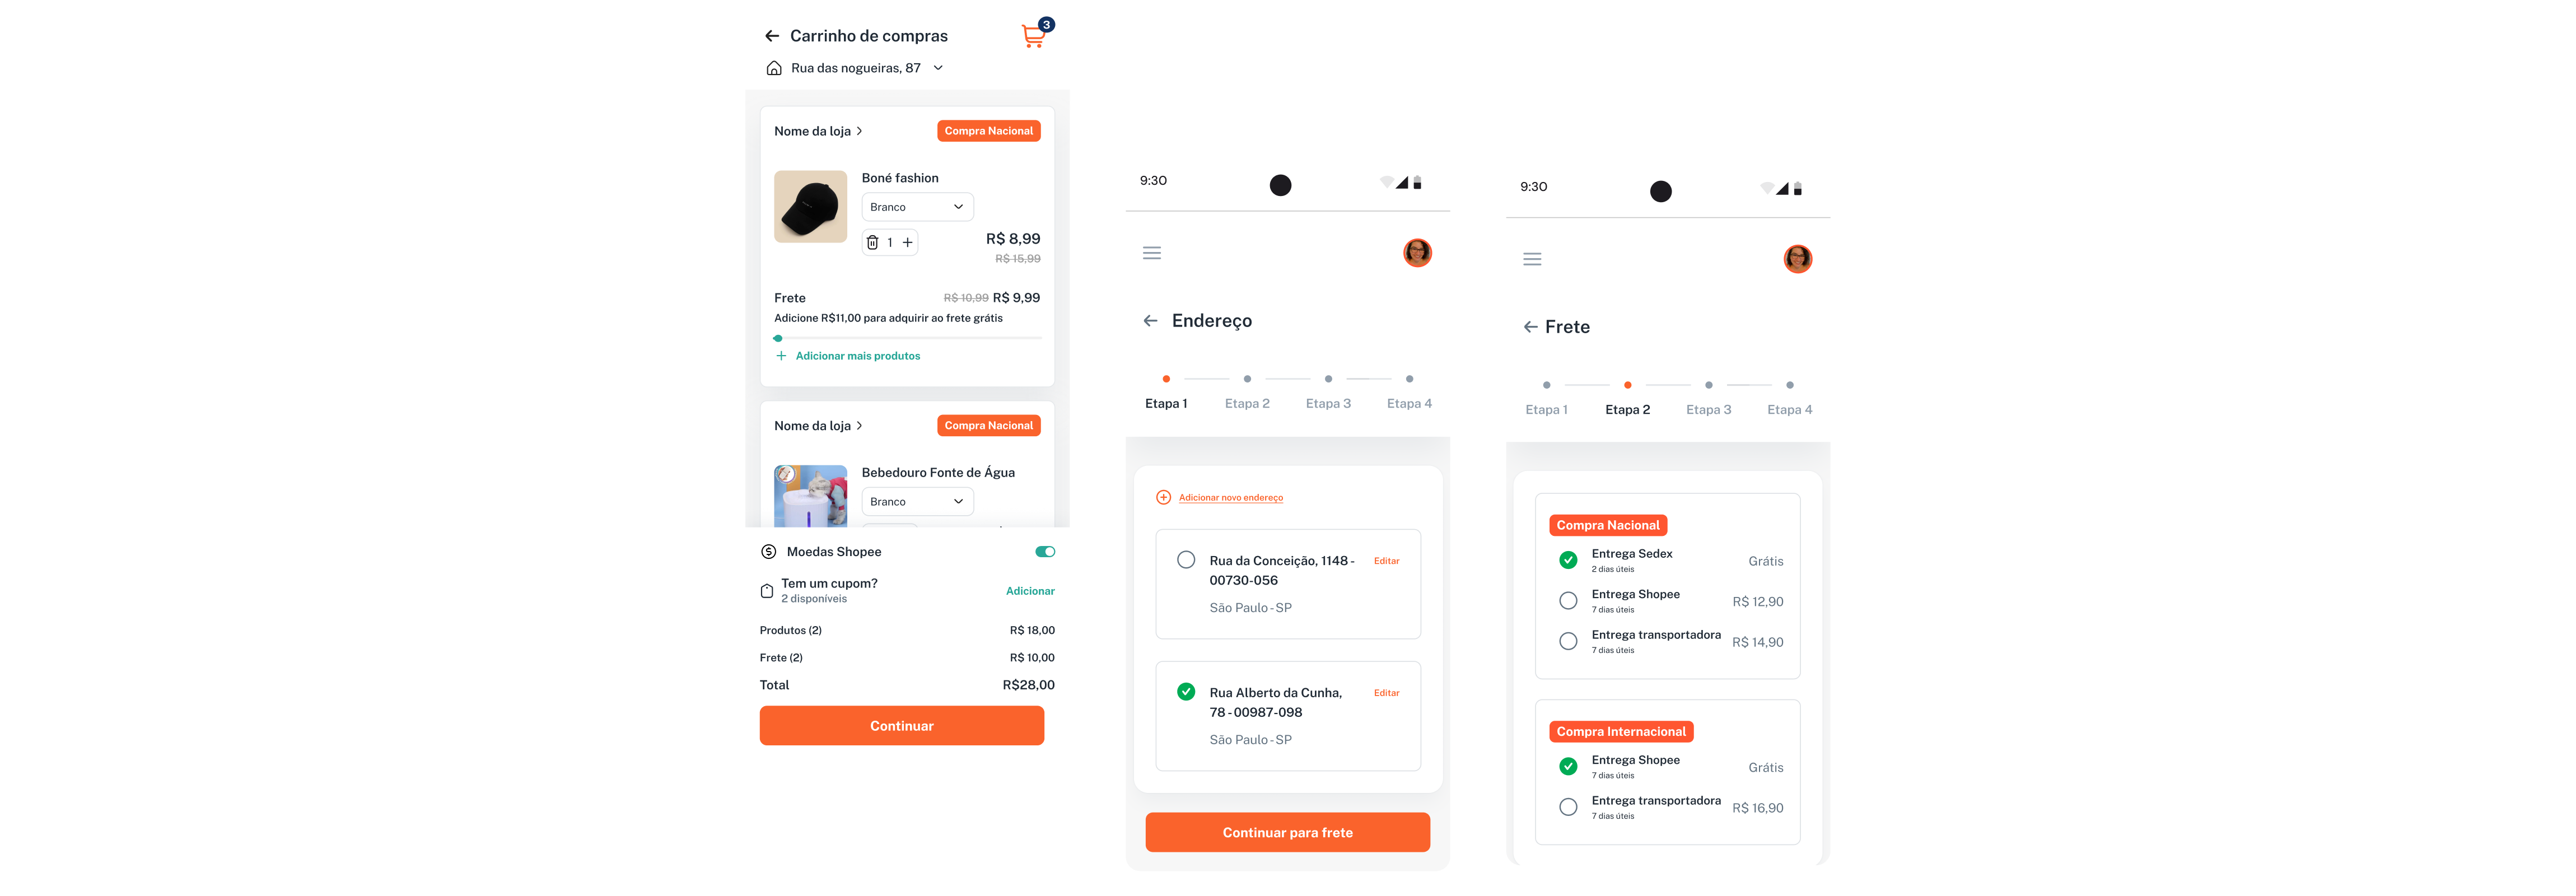 Carrinho de compras
3
Rua das nogueiras, 87
Nome da loja
Compra Nacional
Boné fashion
Branco
1
R$ 8,99
R$ 15,99
Frete
R$ 10,99 R$ 9,99
Adicione R$11,00 para adquirir ao frete grátis
Adicionar mais produtos
Nome da loja
Compra Nacional
Bebedouro Fonte de Água
Branco
Moedas Shopee
Tem um cupom?
2 disponíveis
Adicionar
Produtos (2)
R$ 18,00
Frete (2)
R$ 10,00
Total
R$28,00
Continuar
9:30
Endereço
Etapa 1
Etapa 2
Etapa 3
Etapa 4
Adicionar novo endereço
Rua da Conceição, 1148 -
00730-056
São Paulo - SP
Editar
Rua Alberto da Cunha,
78 - 00987-098
São Paulo - SP
Editar
Continuar para frete
9:30
Frete
Etapa 1
Etapa 2
Etapa 3
Etapa 4
Compra Nacional
Entrega Sedex
2 dias úteis
Grátis
Entrega Shopee
7 dias úteis
R$ 12,90
Entrega transportadora
7 dias úteis
R$ 14,90
Compra Internacional
Entrega Shopee
7 dias úteis
Grátis
Entrega transportadora
7 dias úteis
R$ 16,90